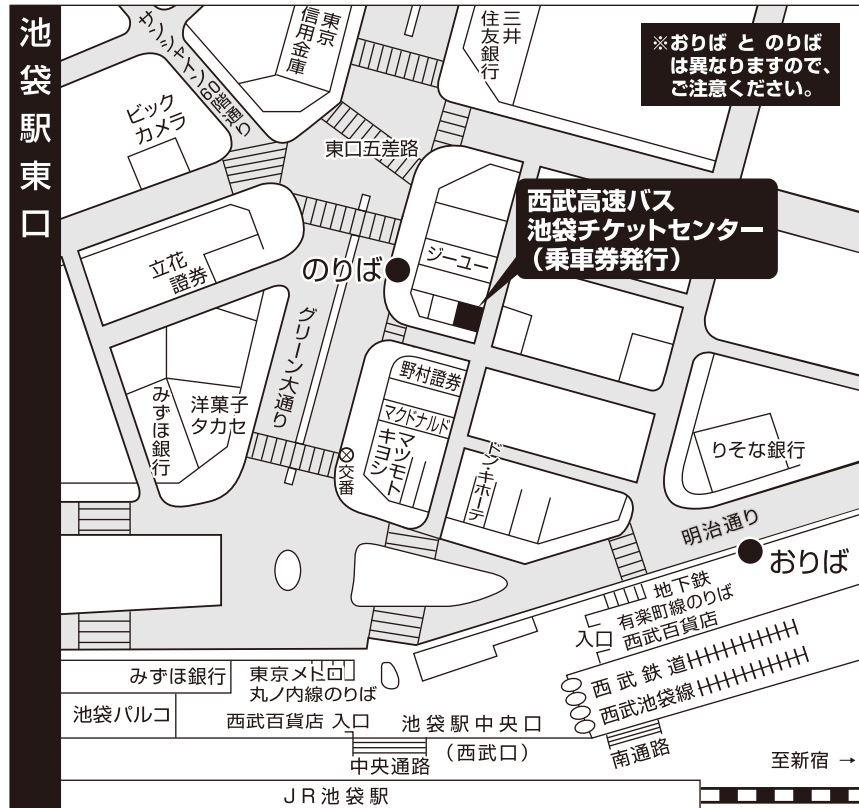 池袋駅東口
サンシャイン60階通り
東京
信用金庫
三井
住友銀行
※おりば と のりば
は異なりますので、
ご注意ください。
ビック
カメラ
東口五差路
西武高速バス
池袋チケットセンター
（乗車券発行）
立花
證券
のりば
ジーユー
グリーン大通り
野村證券
マクドナルド
マツモト
キヨシ
みずほ銀行
洋菓子
タカセ
交番
ドン・キホーテ
りそな銀行
明治通り
おりば
地下鉄
有楽町線のりば
入口
西武百貨店
みずほ銀行
東京メトロ
丸ノ内線のりば
西武鉄道
西武池袋線
池袋パルコ
西武百貨店 入口
池袋駅中央口
（西武口）
中央通路
南通路
至新宿 →
JR池袋駅